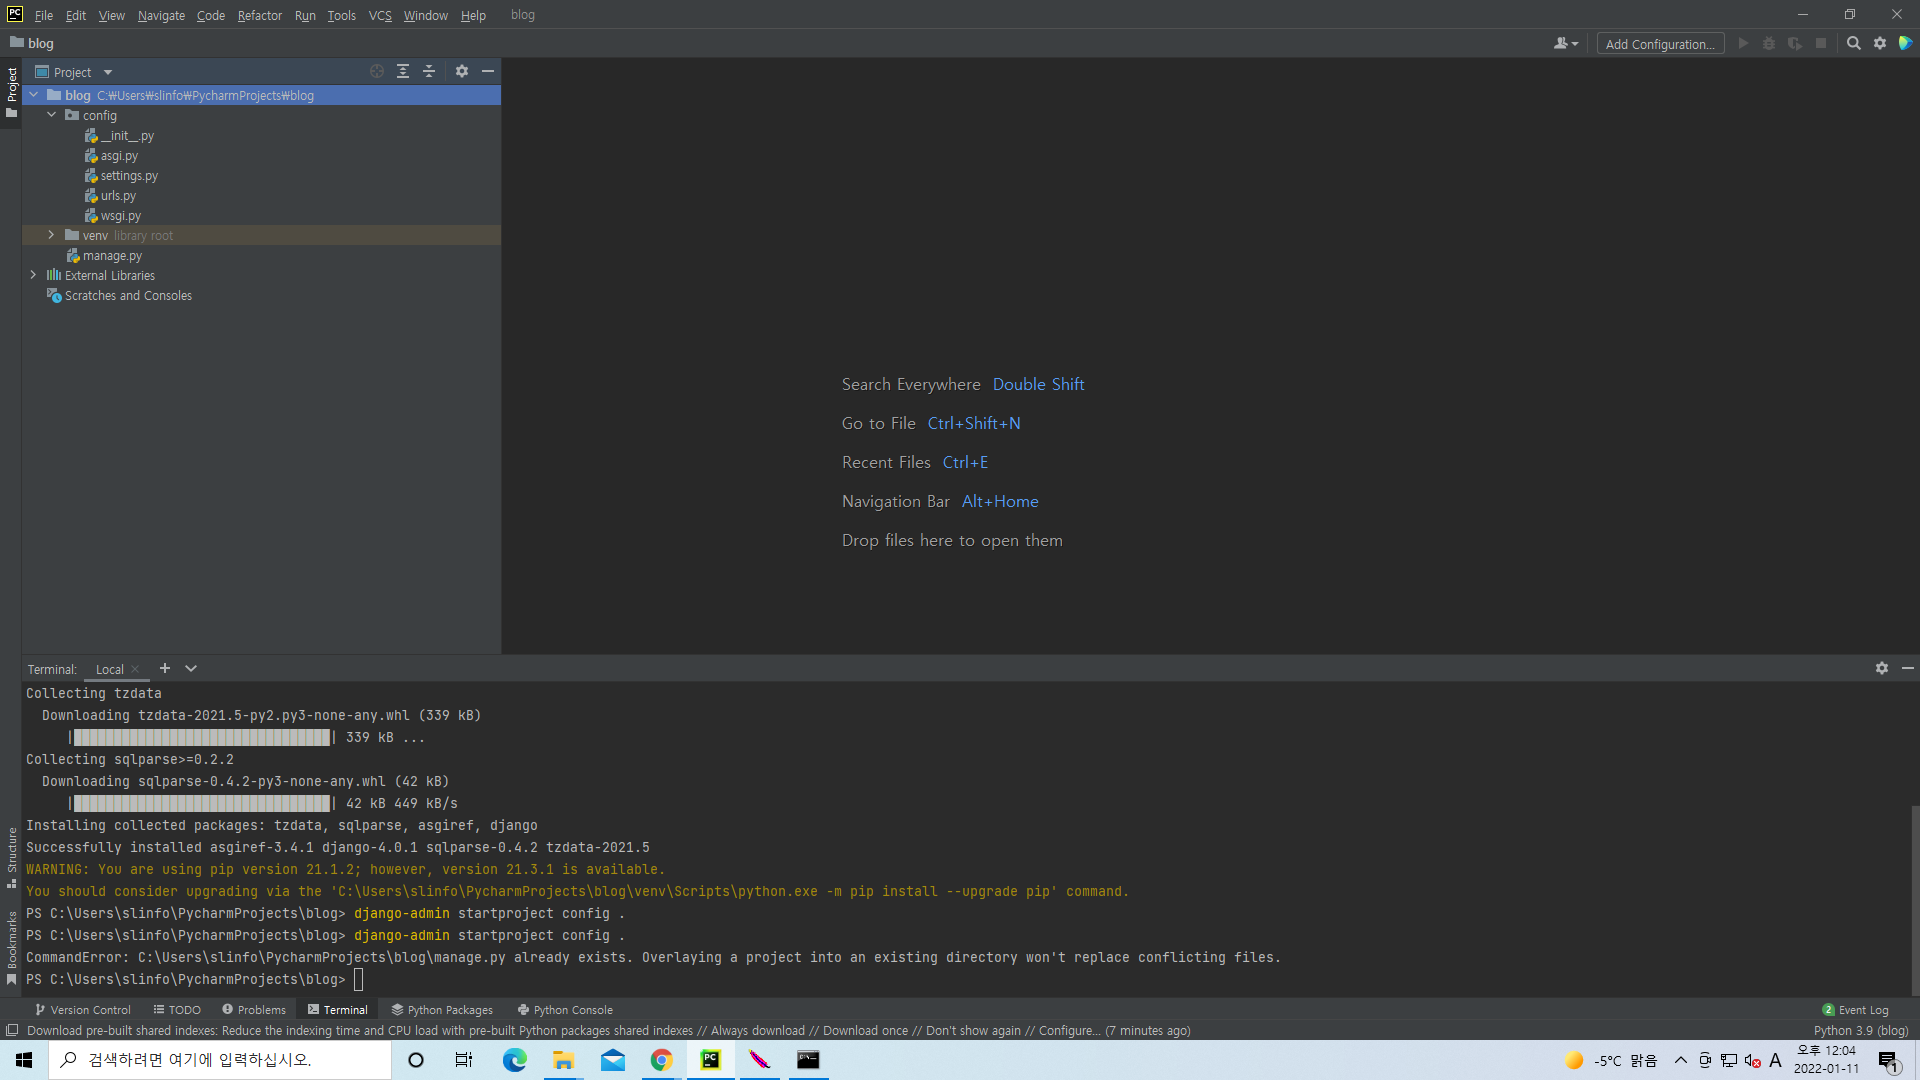 PC File Edit View Navigate Code Refactor Run Tools VCS Window Help blog
blog
Add Configuration...
Project
Project
blog C:₩Users₩slinfo₩PycharmProjects₩blog
config
__init__.py
asgi.py
settings.py
urls.py
wsgi.py
venv library root
manage.py
External Libraries
Scratches and Consoles
Search Everywhere Double Shift
Go to File Ctrl+Shift+N
Recent Files Ctrl+E
Navigation Bar Alt+Home
Drop files here to open them
Structure
Bookmarks
Terminal: Local
Collecting tzdata
Downloading tzdata-2021.5-py2.py3-none-any.whl (339 kB)
|████████████████████████████████| 339 kB ...
Collecting sqlparse>=0.2.2
Downloading sqlparse-0.4.2-py3-none-any.whl (42 kB)
|████████████████████████████████| 42 kB 449 kB/s
Installing collected packages: tzdata, sqlparse, asgiref, django
Successfully installed asgiref-3.4.1 django-4.0.1 sqlparse-0.4.2 tzdata-2021.5
WARNING: You are using pip version 21.1.2; however, version 21.3.1 is available.
You should consider upgrading via the 'C:\Users\slinfo\PycharmProjects\blog\venv\Scripts\python.exe -m pip install --upgrade pip' command.
PS C:\Users\slinfo\PycharmProjects\blog> django-admin startproject config .
PS C:\Users\slinfo\PycharmProjects\blog> django-admin startproject config .
CommandError: C:\Users\slinfo\PycharmProjects\blog\manage.py already exists. Overlaying a project into an existing directory won't replace conflicting files.
PS C:\Users\slinfo\PycharmProjects\blog>
Version Control TODO Problems Terminal Python Packages Python Console 2 Event Log
Download pre-built shared indexes: Reduce the indexing time and CPU load with pre-built Python packages shared indexes // Always download // Download once // Don't show again // Configure... (7 minutes ago) Python 3.9 (blog)
검색하려면 여기에 입력하십시오. PC -5°C 맑음 A 오후 12:04
2022-01-11 1